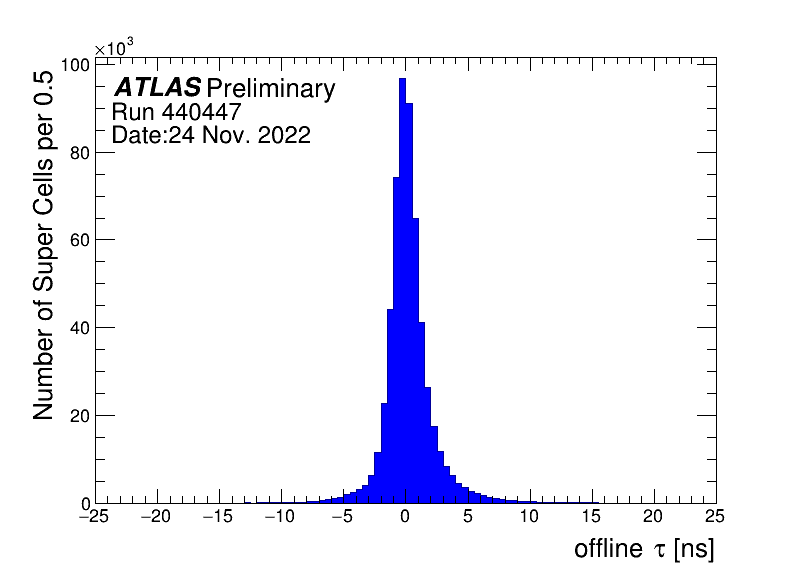 ×10³
100
80
60
40
20
0
Number of Super Cells per 0.5
ATLAS Preliminary
Run 440447
Date:24 Nov. 2022
−25 −20 −15 −10 −5 0 5 10 15 20 25
offline τ [ns]